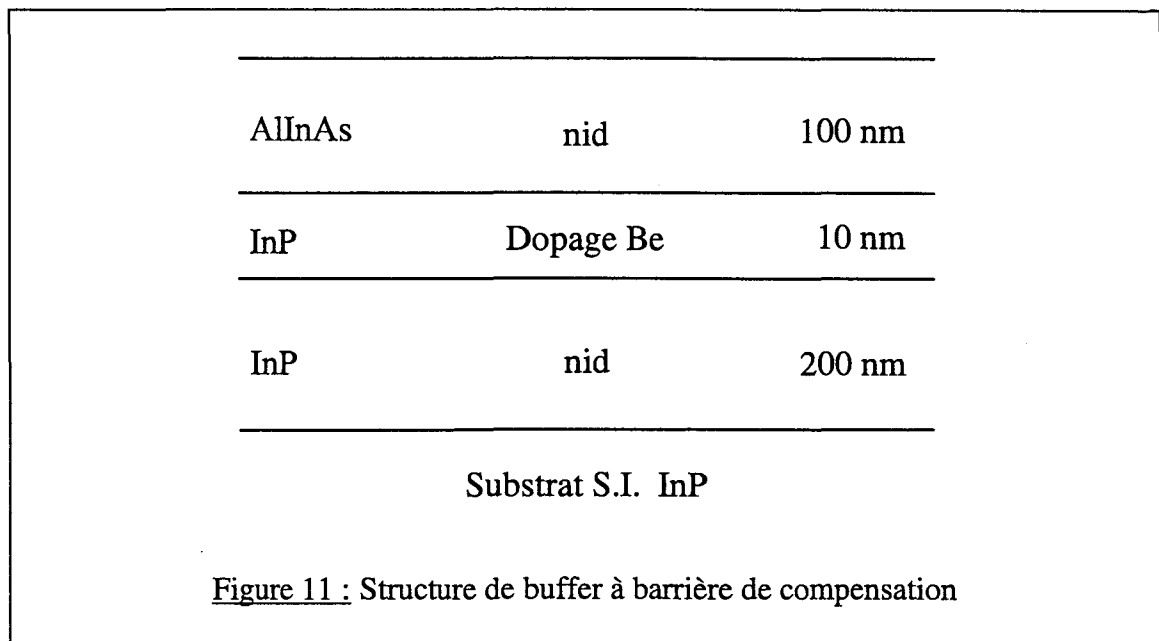 AlInAs nid 100 nm
InP Dopage Be 10 nm
InP nid 200 nm
Substrat S.I. InP
Figure 11 : Structure de buffer à barrière de compensation